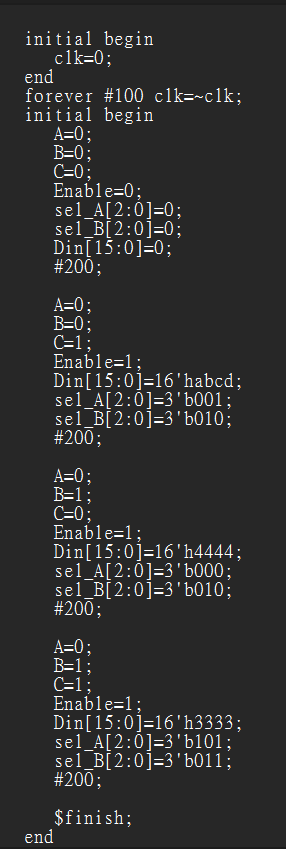 initial begin
   clk=0;
end
forever #100 clk=~clk;
initial begin
   A=0;
   B=0;
   C=0;
   Enable=0;
   sel_A[2:0]=0;
   sel_B[2:0]=0;
   Din[15:0]=0;
   #200;

   A=0;
   B=0;
   C=1;
   Enable=1;
   Din[15:0]=16'habcd;
   sel_A[2:0]=3'b001;
   sel_B[2:0]=3'b010;
   #200;

   A=0;
   B=1;
   C=0;
   Enable=1;
   Din[15:0]=16'h4444;
   sel_A[2:0]=3'b000;
   sel_B[2:0]=3'b010;
   #200;

   A=0;
   B=1;
   C=1;
   Enable=1;
   Din[15:0]=16'h3333;
   sel_A[2:0]=3'b101;
   sel_B[2:0]=3'b011;
   #200;

   $finish;
end